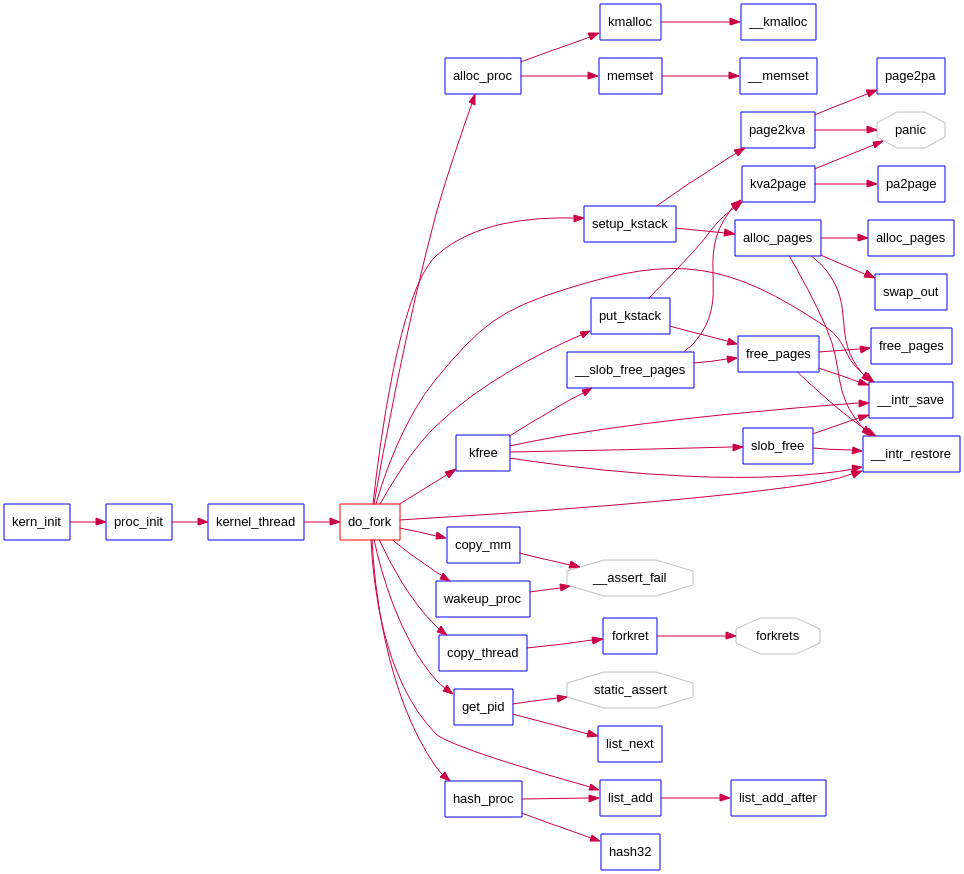 kmalloc
__kmalloc
alloc_proc
memset
__memset
page2pa
page2kva
panic
kva2page
pa2page
setup_kstack
alloc_pages
alloc_pages
swap_out
put_kstack
free_pages
free_pages
__slob_free_pages
__intr_save
kfree
slob_free
__intr_restore
kern_init
proc_init
kernel_thread
do_fork
copy_mm
__assert_fail
wakeup_proc
copy_thread
forkret
forkrets
get_pid
static_assert
list_next
hash_proc
list_add
list_add_after
hash32